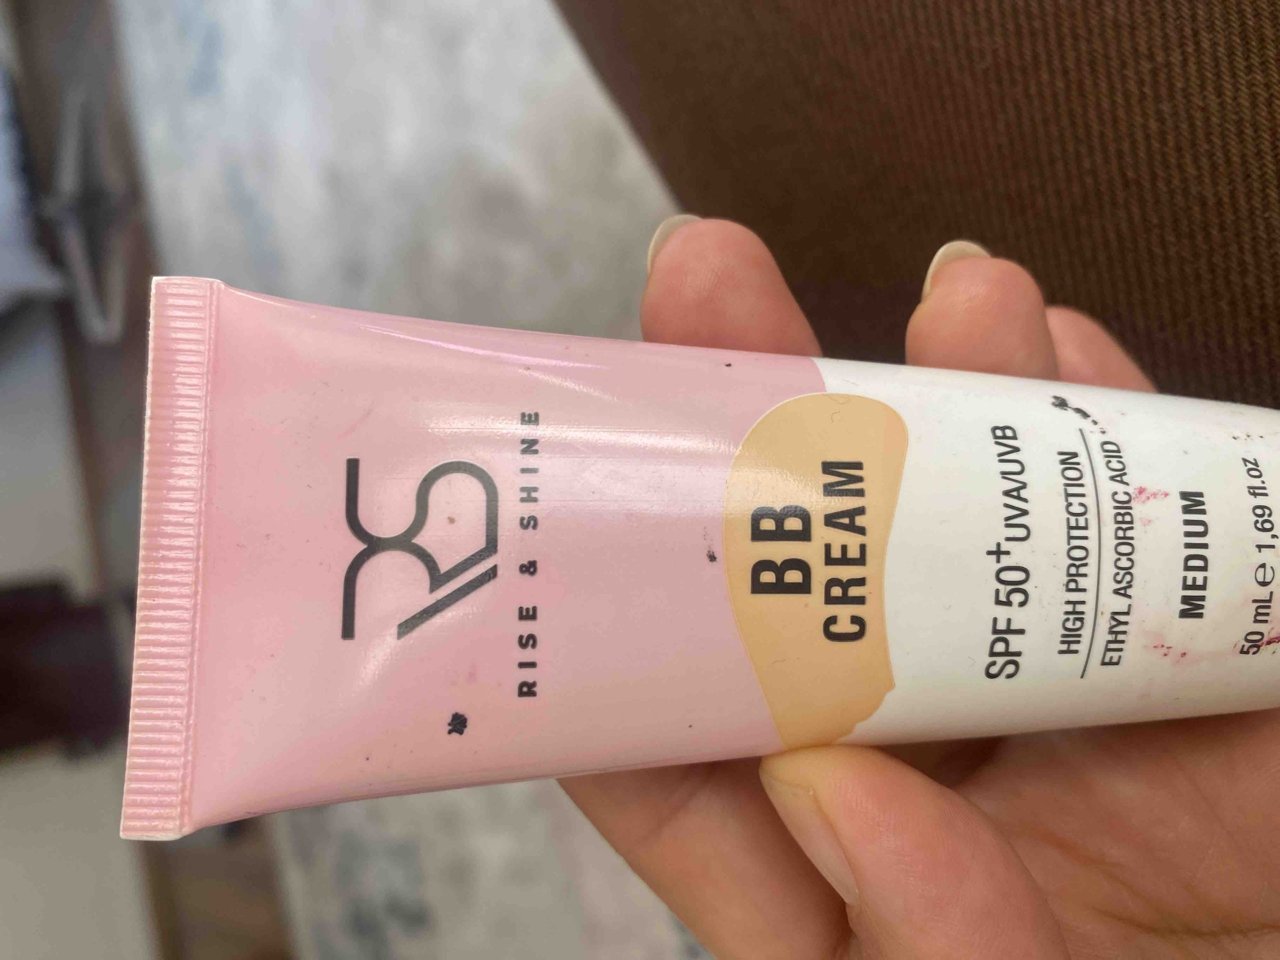 RS
RISE & SHINE
BB
CREAM
SPF 50+ UVA/UVB
HIGH PROTECTION
ETHYL ASCORBIC ACID
MEDIUM
50 mL e 1,69 fl.oz